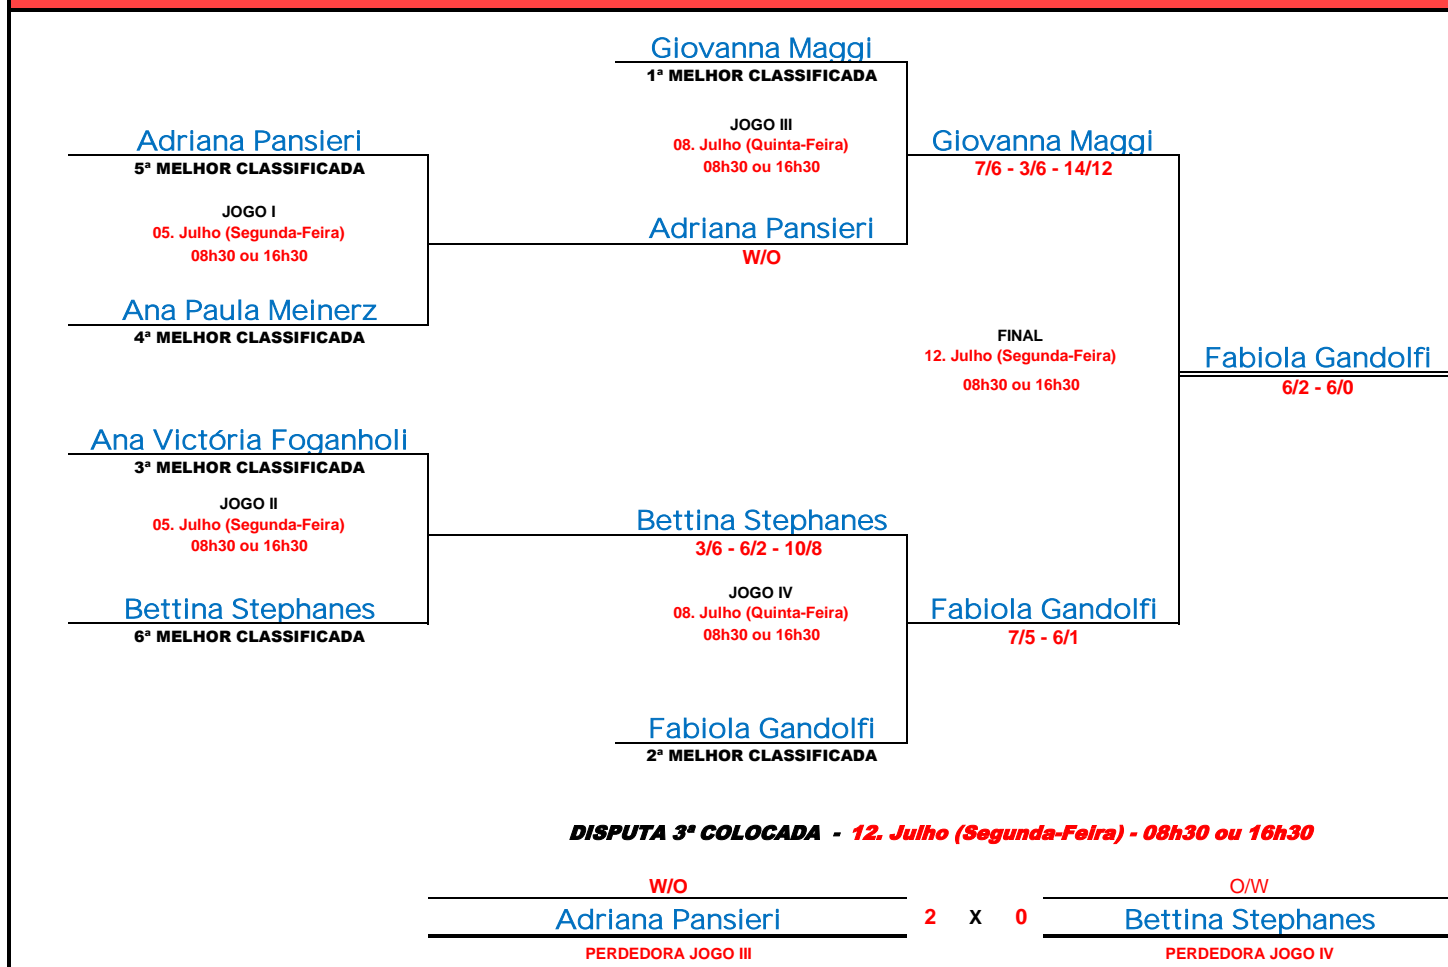 Giovanna Maggi
1ª MELHOR CLASSIFICADA
JOGO III
08. Julho (Quinta-Feira)
08h30 ou 16h30
Adriana Pansieri
5ª MELHOR CLASSIFICADA
Giovanna Maggi
7/6 - 3/6 - 14/12
JOGO I
05. Julho (Segunda-Feira)
08h30 ou 16h30
Adriana Pansieri
W/O
Ana Paula Meinerz
4ª MELHOR CLASSIFICADA
FINAL
12. Julho (Segunda-Feira)
08h30 ou 16h30
Fabiola Gandolfi
6/2 - 6/0
Ana Victória Foganholi
3ª MELHOR CLASSIFICADA
JOGO II
05. Julho (Segunda-Feira)
08h30 ou 16h30
Bettina Stephanes
3/6 - 6/2 - 10/8
JOGO IV
08. Julho (Quinta-Feira)
08h30 ou 16h30
Bettina Stephanes
6ª MELHOR CLASSIFICADA
Fabiola Gandolfi
7/5 - 6/1
Fabiola Gandolfi
2ª MELHOR CLASSIFICADA
DISPUTA 3ª COLOCADA - 12. Julho (Segunda-Feira) - 08h30 ou 16h30
W/O O/W
Adriana Pansieri 2 X 0 Bettina Stephanes
PERDEDORA JOGO III PERDEDORA JOGO IV